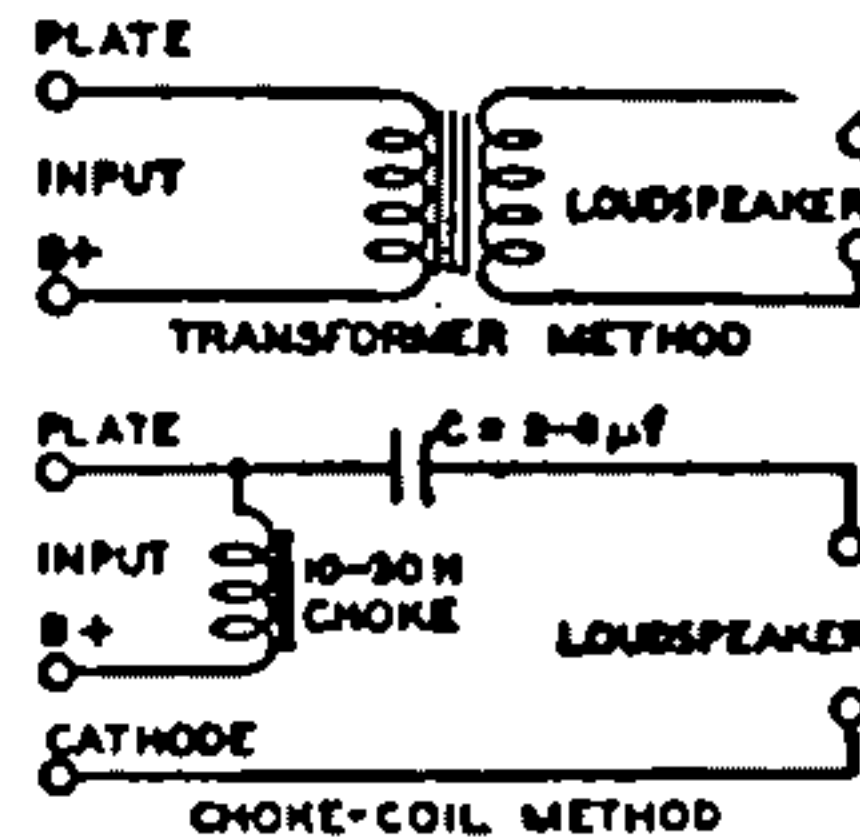 PLATE
INPUT
B+
LOUDSPEAKER
TRANSFORMER METHOD
PLATE
C =
INPUT
CHOKE
B +
LOUDSPEAKER
CATHODE
CHOKE-COIL METHOD